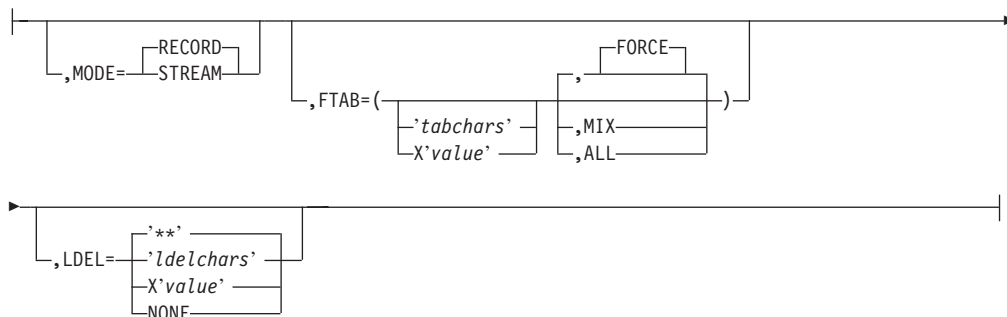 RECORD
,MODE= STREAM
FORCE
,
,FTAB=( )
'tabchars' ,MIX
X'value' ,ALL
'**'
,LDEL= 'ldelchars'
X'value'
NONE